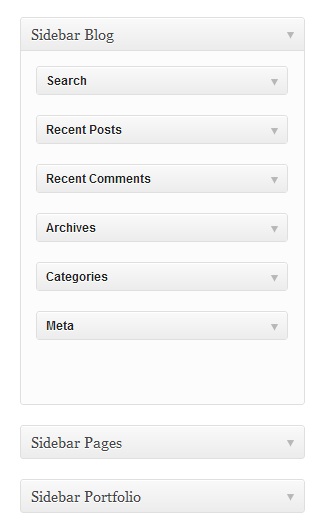 Sidebar Blog
Search
Recent Posts
Recent Comments
Archives
Categories
Meta
Sidebar Pages
Sidebar Portfolio